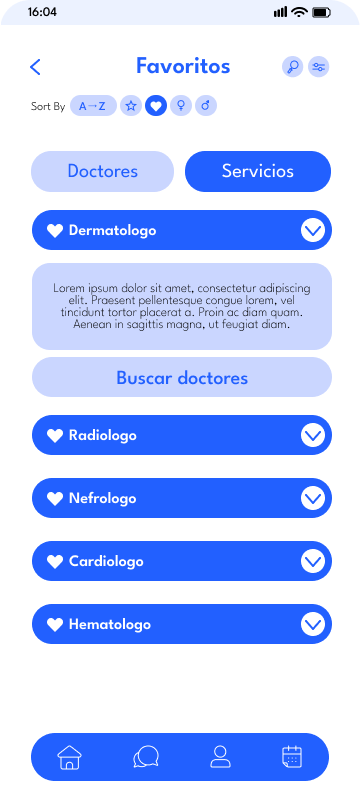 16:04
Favoritos
Sort By A→Z
Doctores Servicios
Dermatologo
Lorem ipsum dolor sit amet, consectetur adipiscing
elit. Praesent pellentesque congue lorem, vel
tincidunt tortor placerat a. Proin ac diam quam.
Aenean in sagittis magna, ut feugiat diam.
Buscar doctores
Radiologo
Nefrologo
Cardiologo
Hematologo